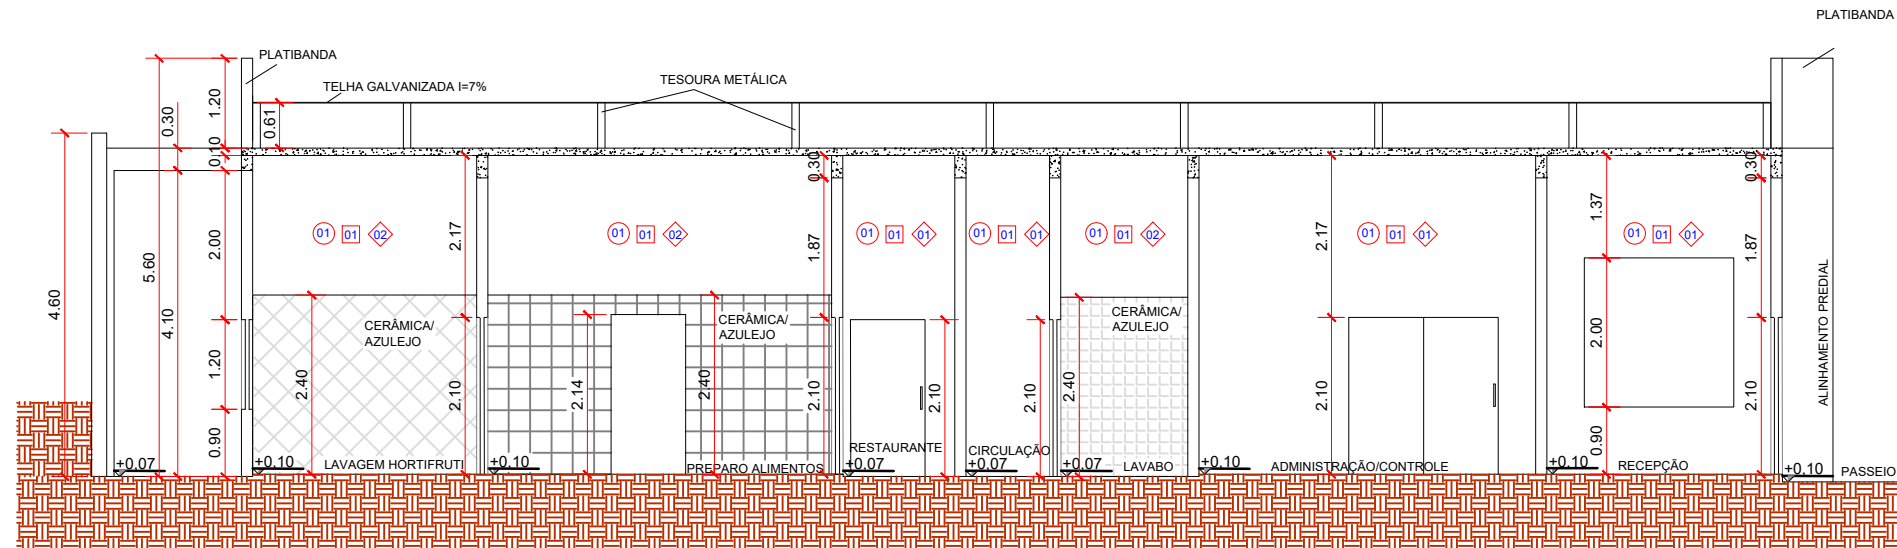 PLATIBANDA
PLATIBANDA
TELHA GALVANIZADA I=7%
TESOURA METÁLICA
1.20
0.30
0.61
0.10
0.30
0.30
5.60
4.60
4.10
2.00
1.20
0.90
01 01 02
2.17
01 01 02
1.87
01 01 01
01 01 01
01 01 02
2.17
01 01 01
1.37
01 01 01
1.87
CERÂMICA/
AZULEJO
2.40
2.10
2.14
CERÂMICA/
AZULEJO
2.40
2.10
2.10
2.10
CERÂMICA/
AZULEJO
2.40
2.10
2.00
0.90
2.10
ALINHAMENTO PREDIAL
+0.07
+0.10
LAVAGEM HORTIFRUTI
+0.10
PREPARO ALIMENTOS
RESTAURANTE
+0.07
CIRCULAÇÃO
+0.07
+0.07
LAVABO
+0.10
ADMINISTRAÇÃO/CONTROLE
+0.10
RECEPÇÃO
+0.10
PASSEIO